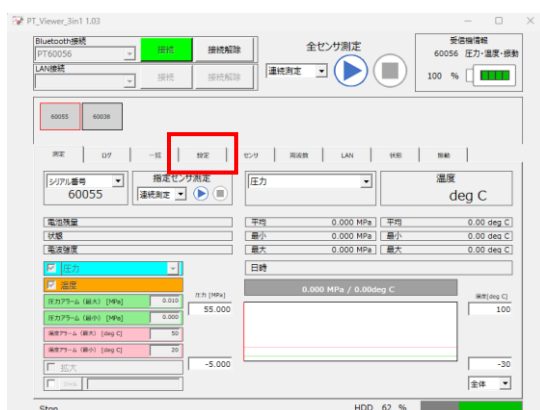 PT_Viewer_3in1 1.03
Bluetooth接続
PT60056
接続
接続解除
LAN接続
接続
接続解除
全センサ測定
連続測定
受信機情報
60056 圧力・温度・振動
100 %
60055
60038
測定 ログ 一覧 設定 センサ 周波数 LAN 状態 振動
シリアル番号
60055
指定センサ測定
連続測定
圧力
温度
deg C
電池残量
状態
電波強度
平均 0.000 MPa 平均 0.00 deg C
最小 0.000 MPa 最小 0.00 deg C
最大 0.000 MPa 最大 0.00 deg C
圧力
温度
圧力アラーム (最大) [MPa] 0.010
圧力アラーム (最小) [MPa] 0.000
温度アラーム (最大) [deg C] 50
温度アラーム (最小) [deg C] 20
拡大
日時
0.000 MPa / 0.00deg C
圧力 [MPa]
55.000
-5.000
温度[deg C]
100
-30
全体
Stop
HDD 62 %